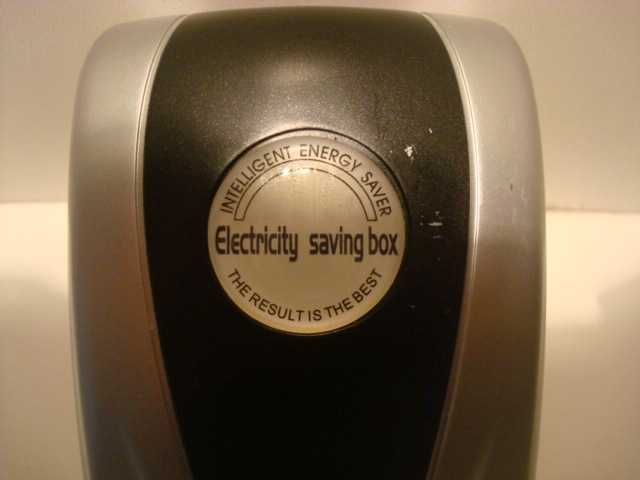 INTELLIGENT ENERGY SAVER
Electricity saving box
THE RESULT IS THE BEST